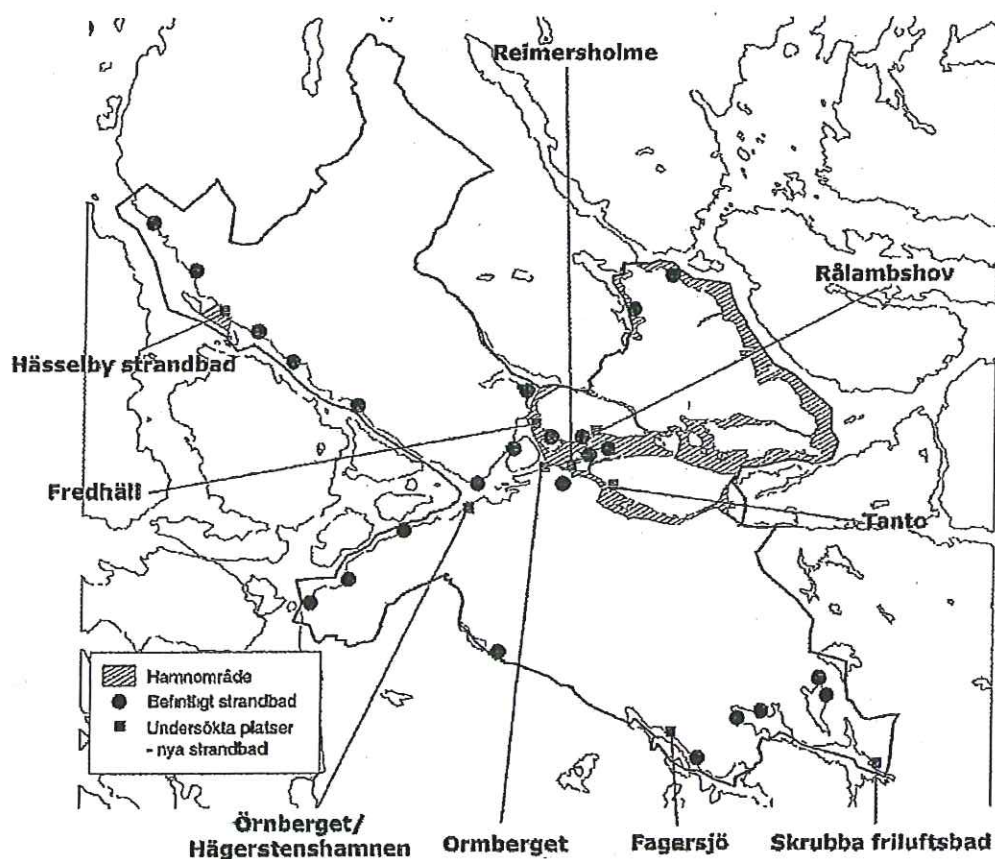 Reimersholme
Rålambshov
Hässelby strandbad
Fredhäll
Tanto
Hamnområde
Befintligt strandbad
Undersökta platser
- nya strandbad
Örnberget/
Hägerstenshamnen
Ormberget
Fagersjö
Skrubba friluftsbad